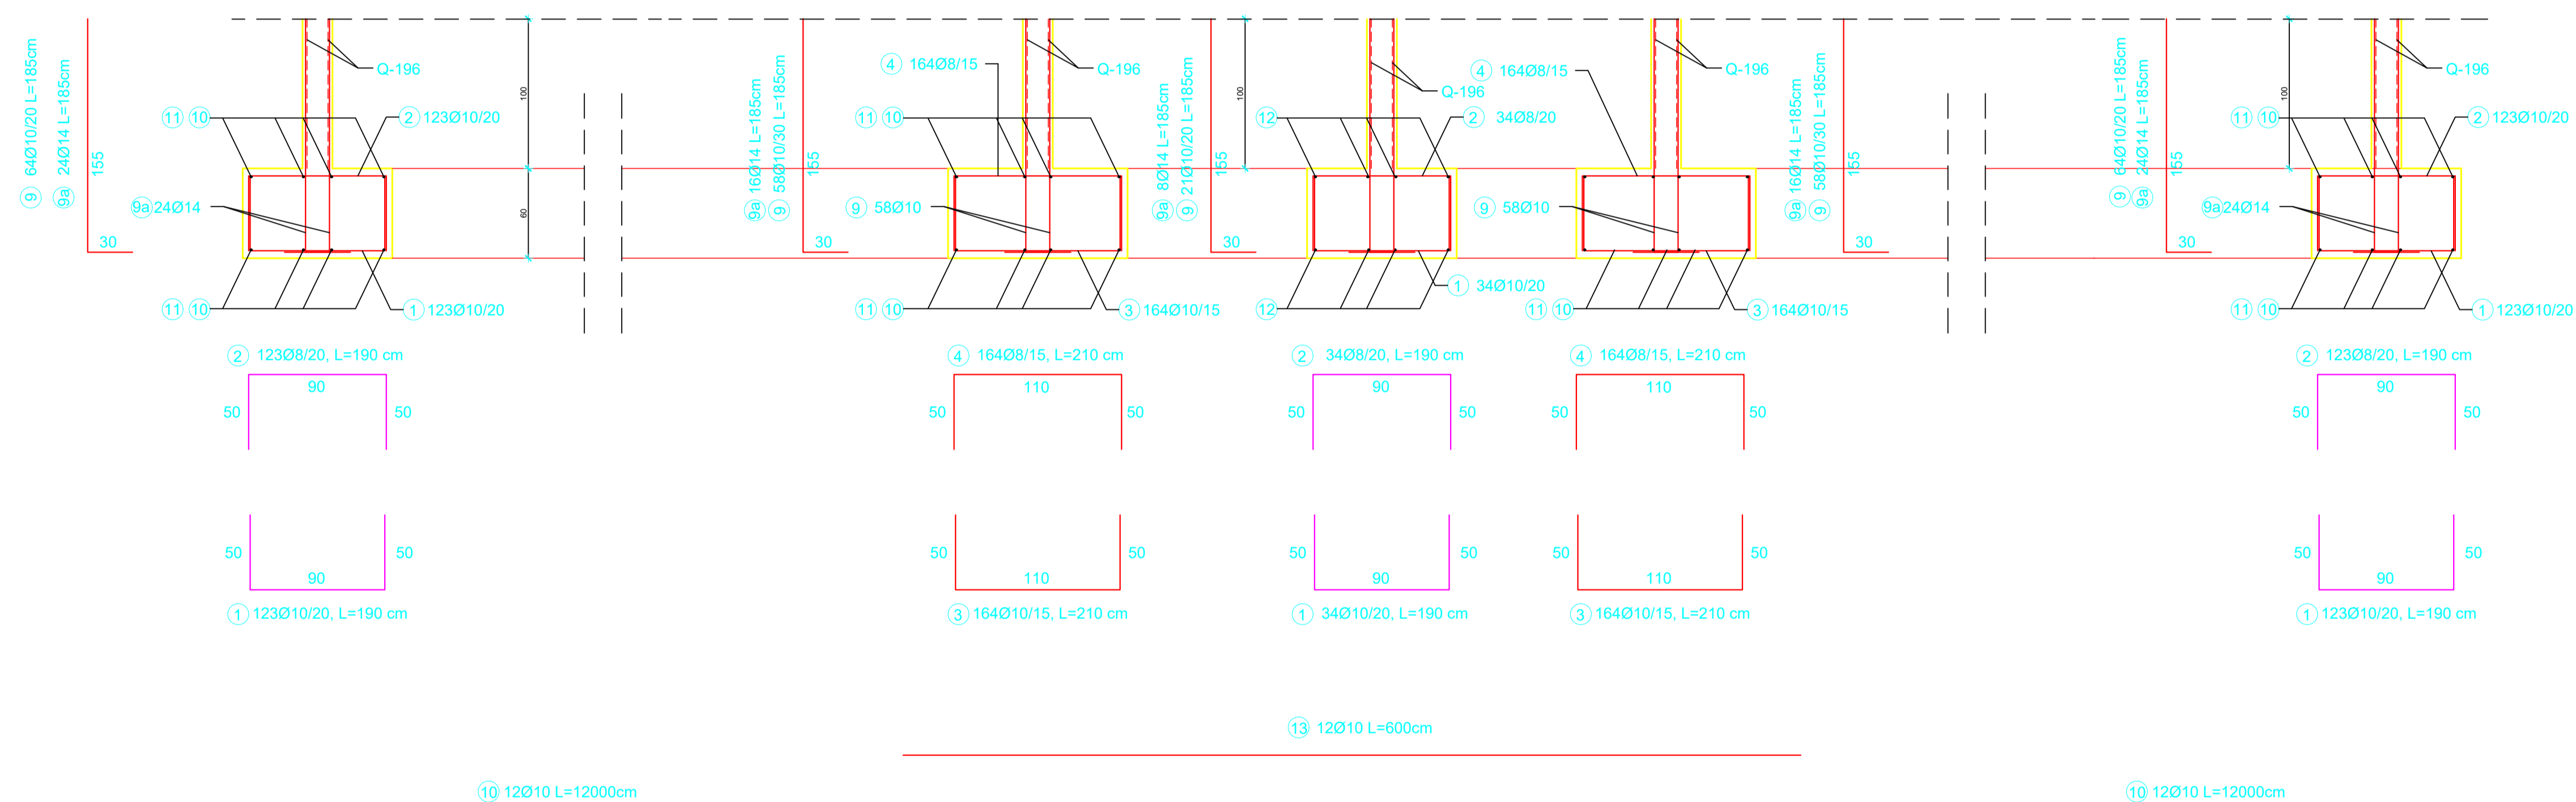 9 64Ø10/20 L=185cm
9a 24Ø14 L=185cm
155
30
Q-196
11 10
2 123Ø10/20
9a 24Ø14
11 10
1 123Ø10/20
100
60
9a 16Ø14 L=185cm
9 58Ø10/30 L=185cm
155
30
4 164Ø8/15
Q-196
11 10
9 58Ø10
11 10
3 164Ø10/15
9a 8Ø14 L=185cm
9 21Ø10/20 L=185cm
155
30
100
Q-196
12
2 34Ø8/20
12
1 34Ø10/20
4 164Ø8/15
Q-196
9 58Ø10
11 10
3 164Ø10/15
9a 16Ø14 L=185cm
9 58Ø10/30 L=185cm
155
30
9 64Ø10/20 L=185cm
9a 24Ø14 L=185cm
155
30
100
Q-196
11 10
2 123Ø10/20
9a 24Ø14
11 10
1 123Ø10/20
2 123Ø8/20, L=190 cm
90
50 50
4 164Ø8/15, L=210 cm
110
50 50
2 34Ø8/20, L=190 cm
90
50 50
4 164Ø8/15, L=210 cm
110
50 50
2 123Ø8/20, L=190 cm
90
50 50
50 50
90
1 123Ø10/20, L=190 cm
50 50
110
3 164Ø10/15, L=210 cm
50 50
90
1 34Ø10/20, L=190 cm
50 50
110
3 164Ø10/15, L=210 cm
50 50
90
1 123Ø10/20, L=190 cm
13 12Ø10 L=600cm
10 12Ø10 L=12000cm
10 12Ø10 L=12000cm